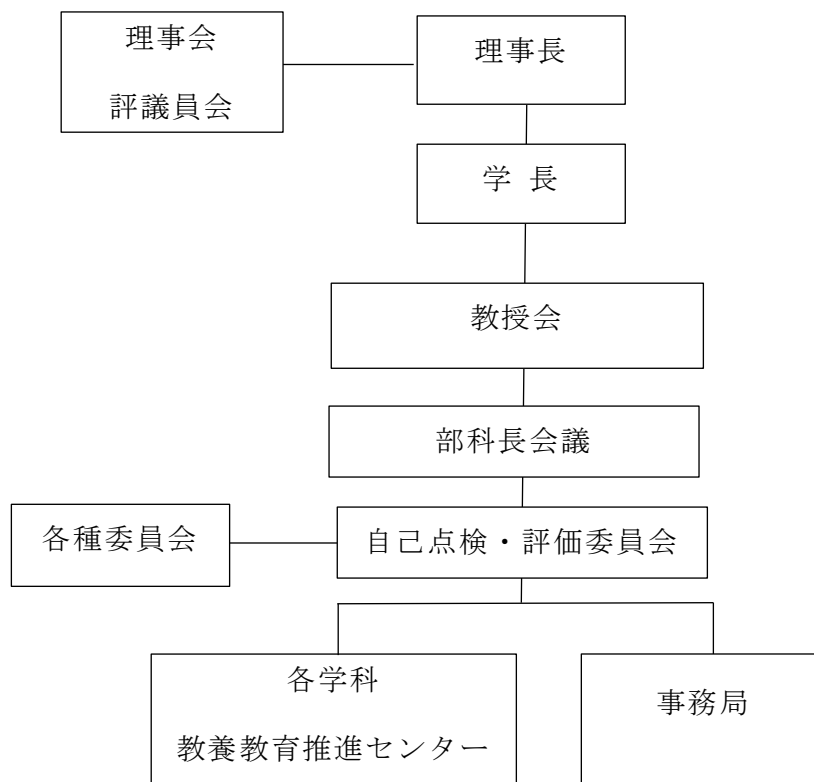 理事会
評議員会
理事長
学 長
教授会
部科長会議
各種委員会
自己点検・評価委員会
各学科
教養教育推進センター
事務局